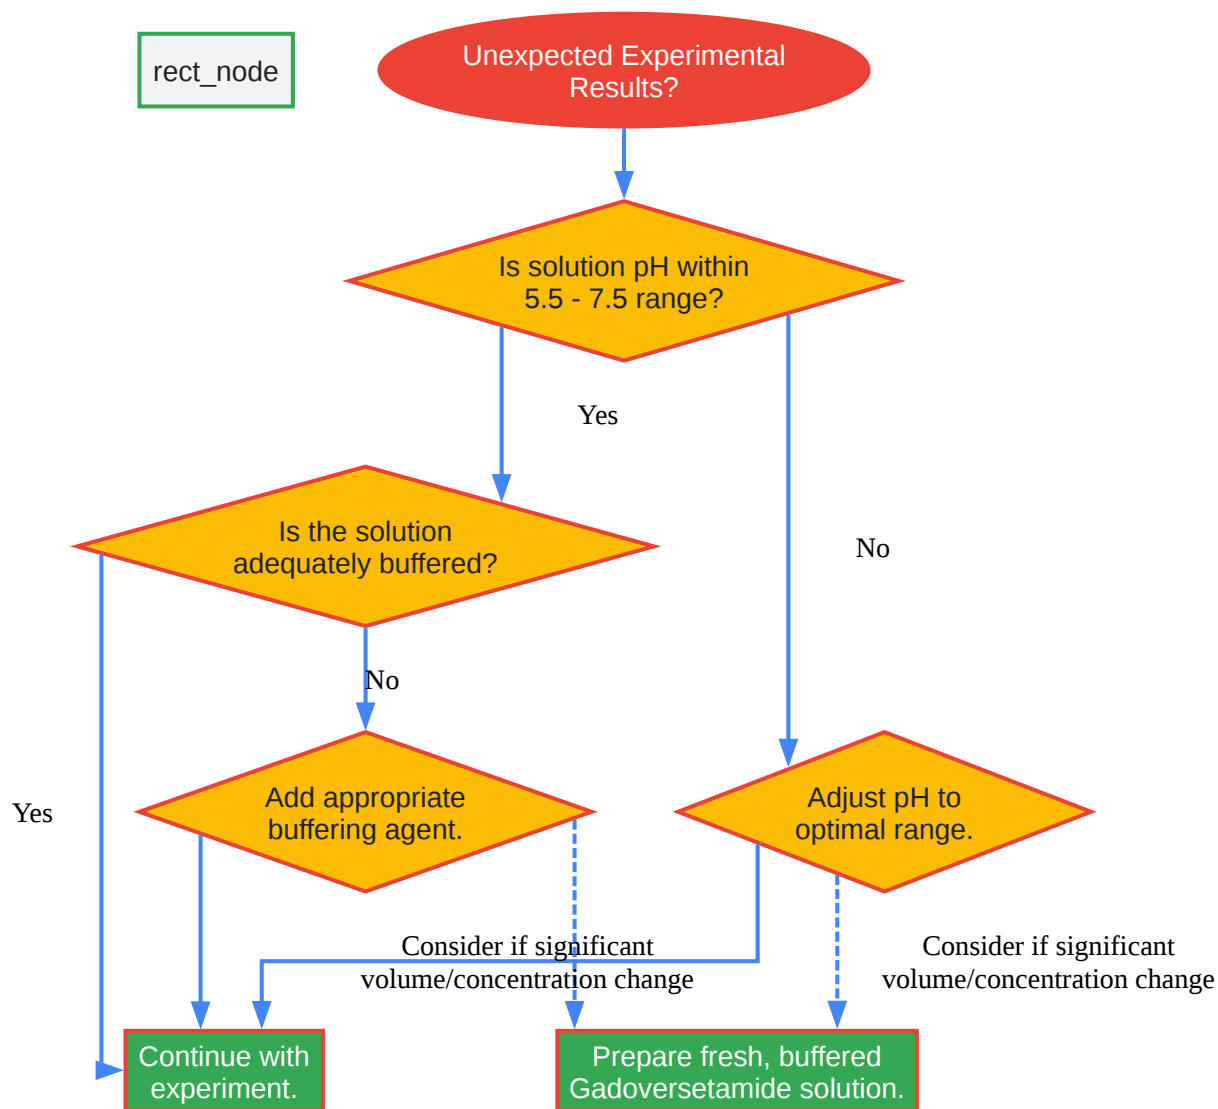 rect_node
Unexpected Experimental
Results?
Is solution pH within
5.5 - 7.5 range?
Yes
Is the solution
adequately buffered?
No
No
Add appropriate
buffering agent.
Adjust pH to
optimal range.
Yes
Consider if significant
volume/concentration change
Consider if significant
volume/concentration change
Continue with
experiment.
Prepare fresh, buffered
Gadoversetamide solution.